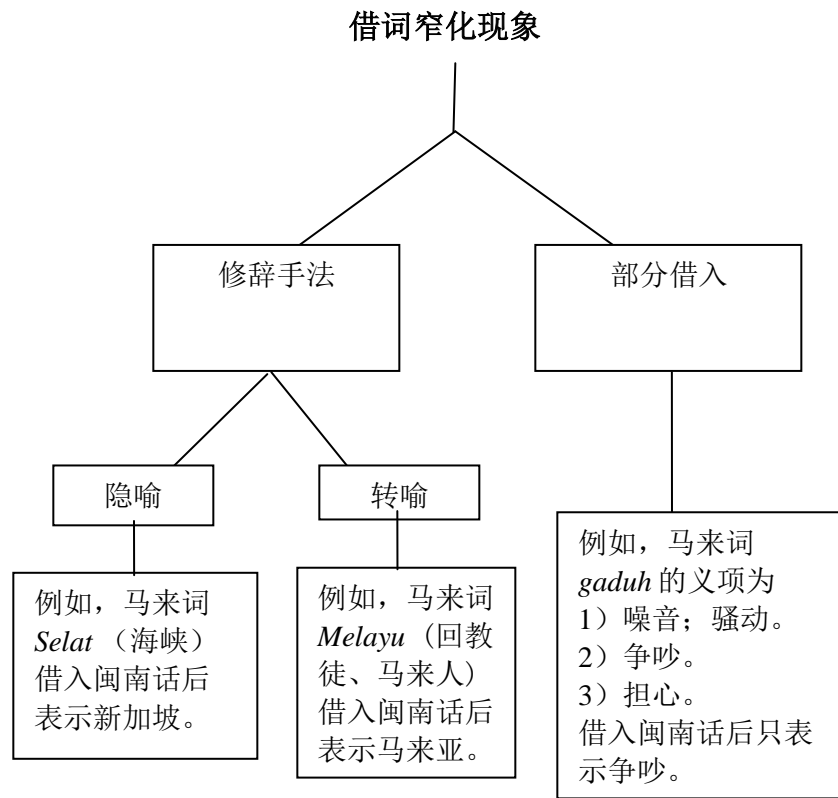 借词窄化现象
修辞手法
部分借入
隐喻
转喻
例如，马来词
Selat （海峡）
借入闽南话后
表示新加坡。
例如，马来词
Melayu (回教
徒、马来人)
借入闽南话后
表示马来亚。
例如，马来词
gaduh 的义项为
1）噪音；骚动。
2）争吵。
3）担心。
借入闽南话后只表
示争吵。